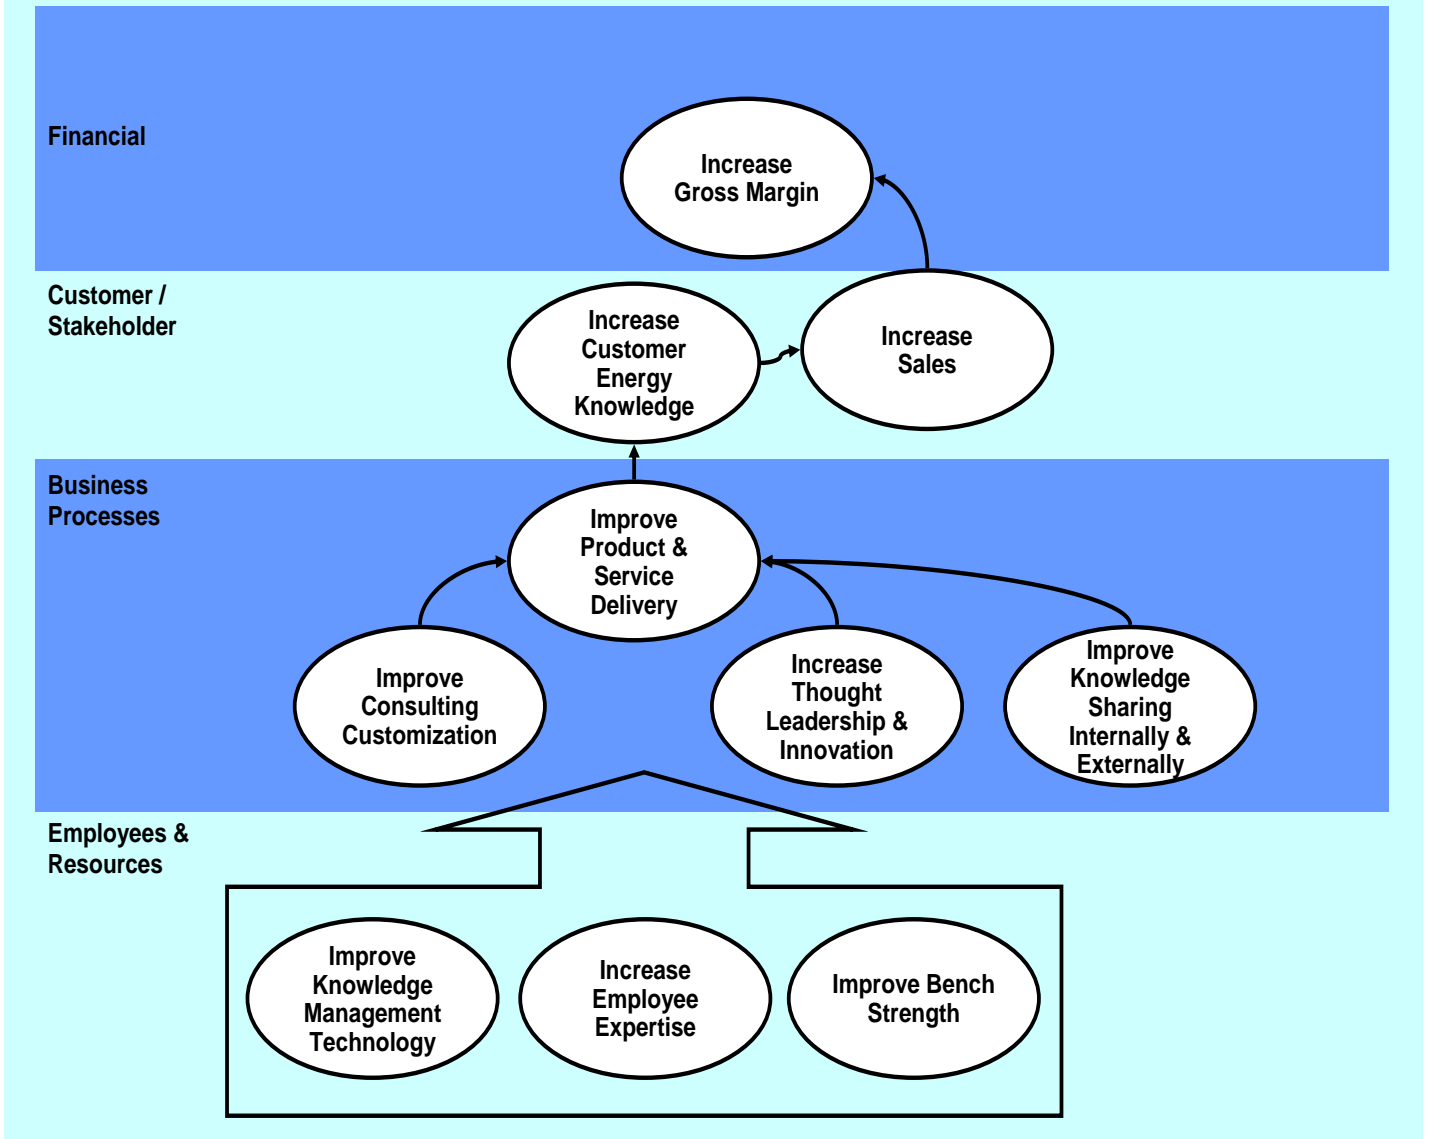 Financial
Increase
Gross Margin
Customer /
Stakeholder
Increase
Customer
Energy
Knowledge
Increase
Sales
Business
Processes
Improve
Product &
Service
Delivery
Improve
Consulting
Customization
Increase
Thought
Leadership &
Innovation
Improve
Knowledge
Sharing
Internally &
Externally
Employees &
Resources
Improve
Knowledge
Management
Technology
Increase
Employee
Expertise
Improve Bench
Strength